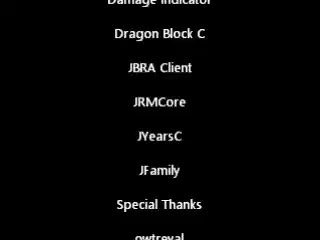 Damage Indicator
Dragon Block C
JBRA Client
JRMCore
JYearsC
JFamily
Special Thanks